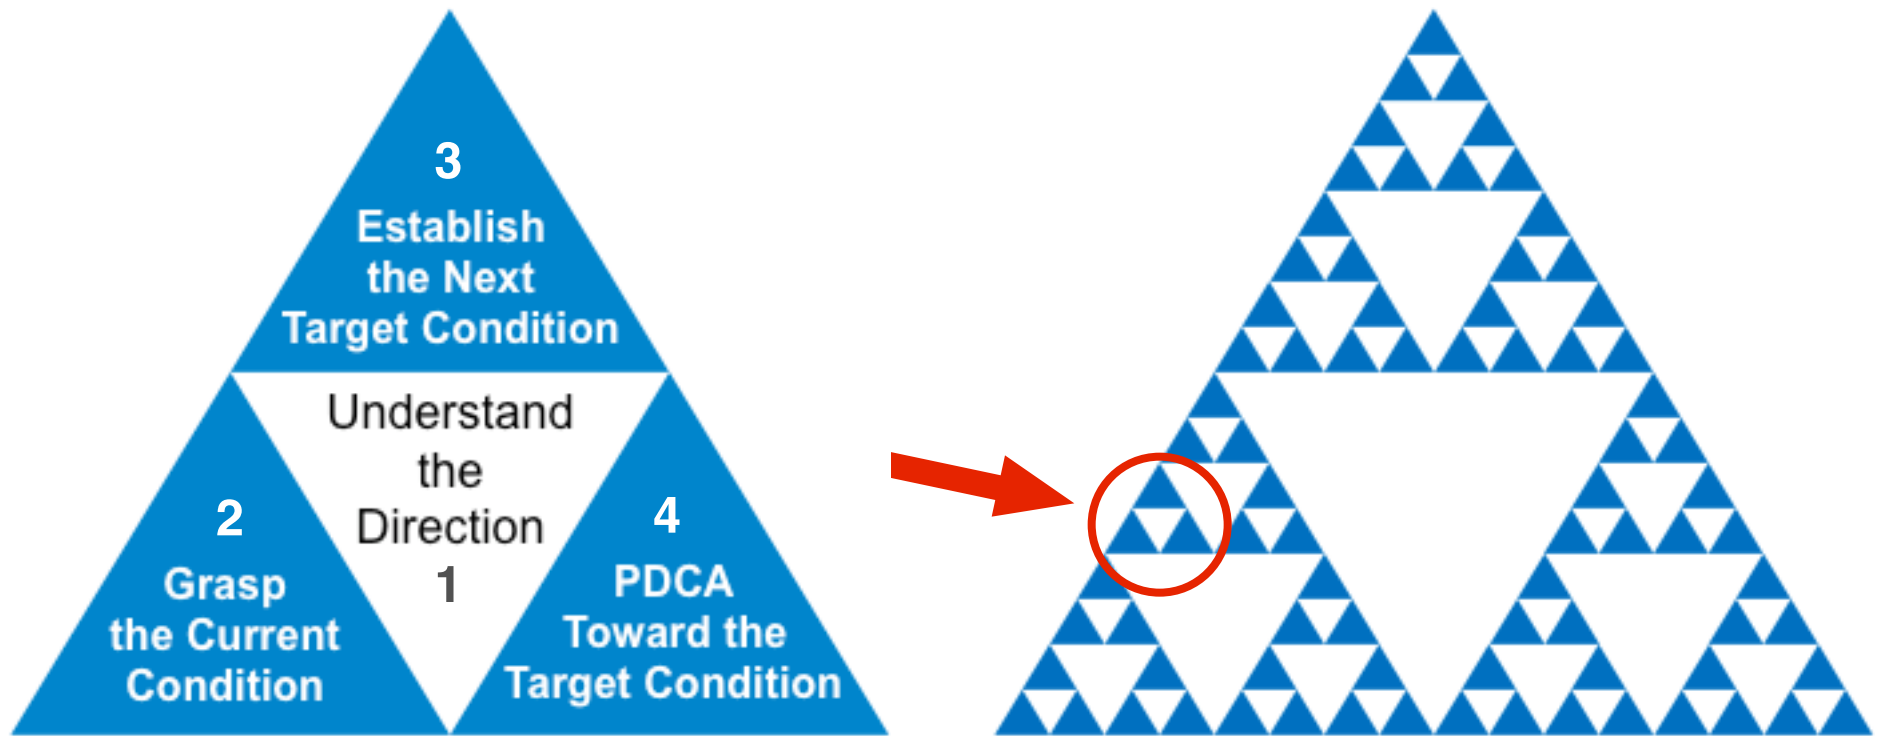 3
Establish
the Next
Target Condition
Understand
the
Direction
1
2
Grasp
the Current
Condition
4
PDCA
Toward the
Target Condition